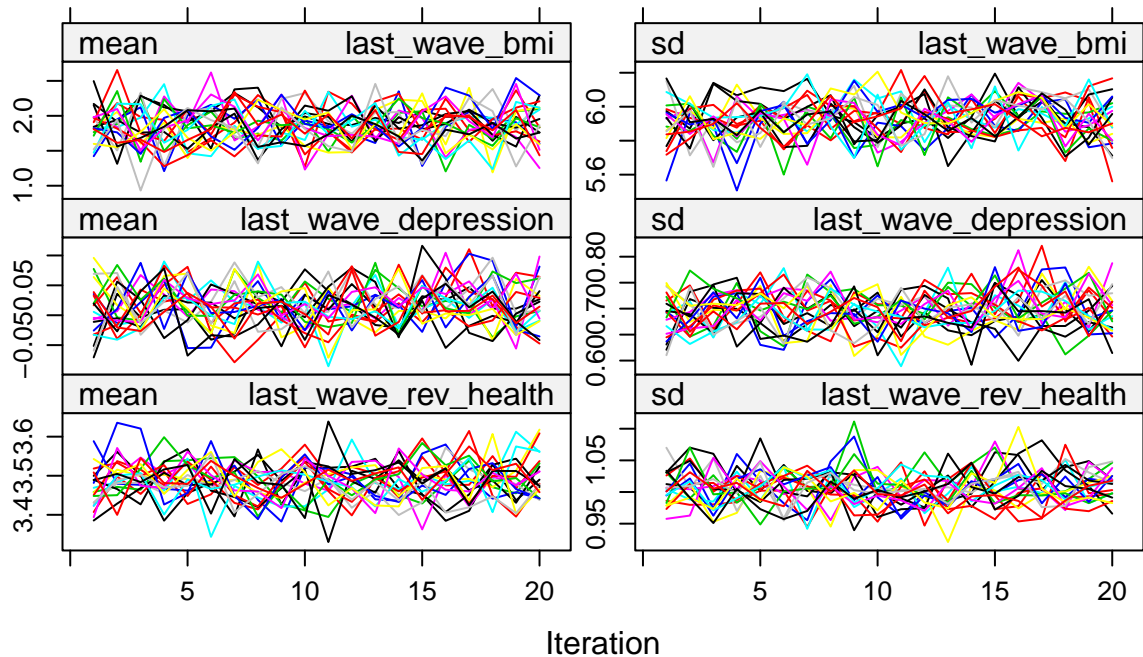 mean last_wave_bmi
sd last_wave_bmi
1.0 2.0
5.6 6.0
mean last_wave_depression
sd last_wave_depression
−0.050.05
0.600.700.80
mean last_wave_rev_health
sd last_wave_rev_health
3.43.53.6
0.95 1.05
5 10 15 20
5 10 15 20
Iteration